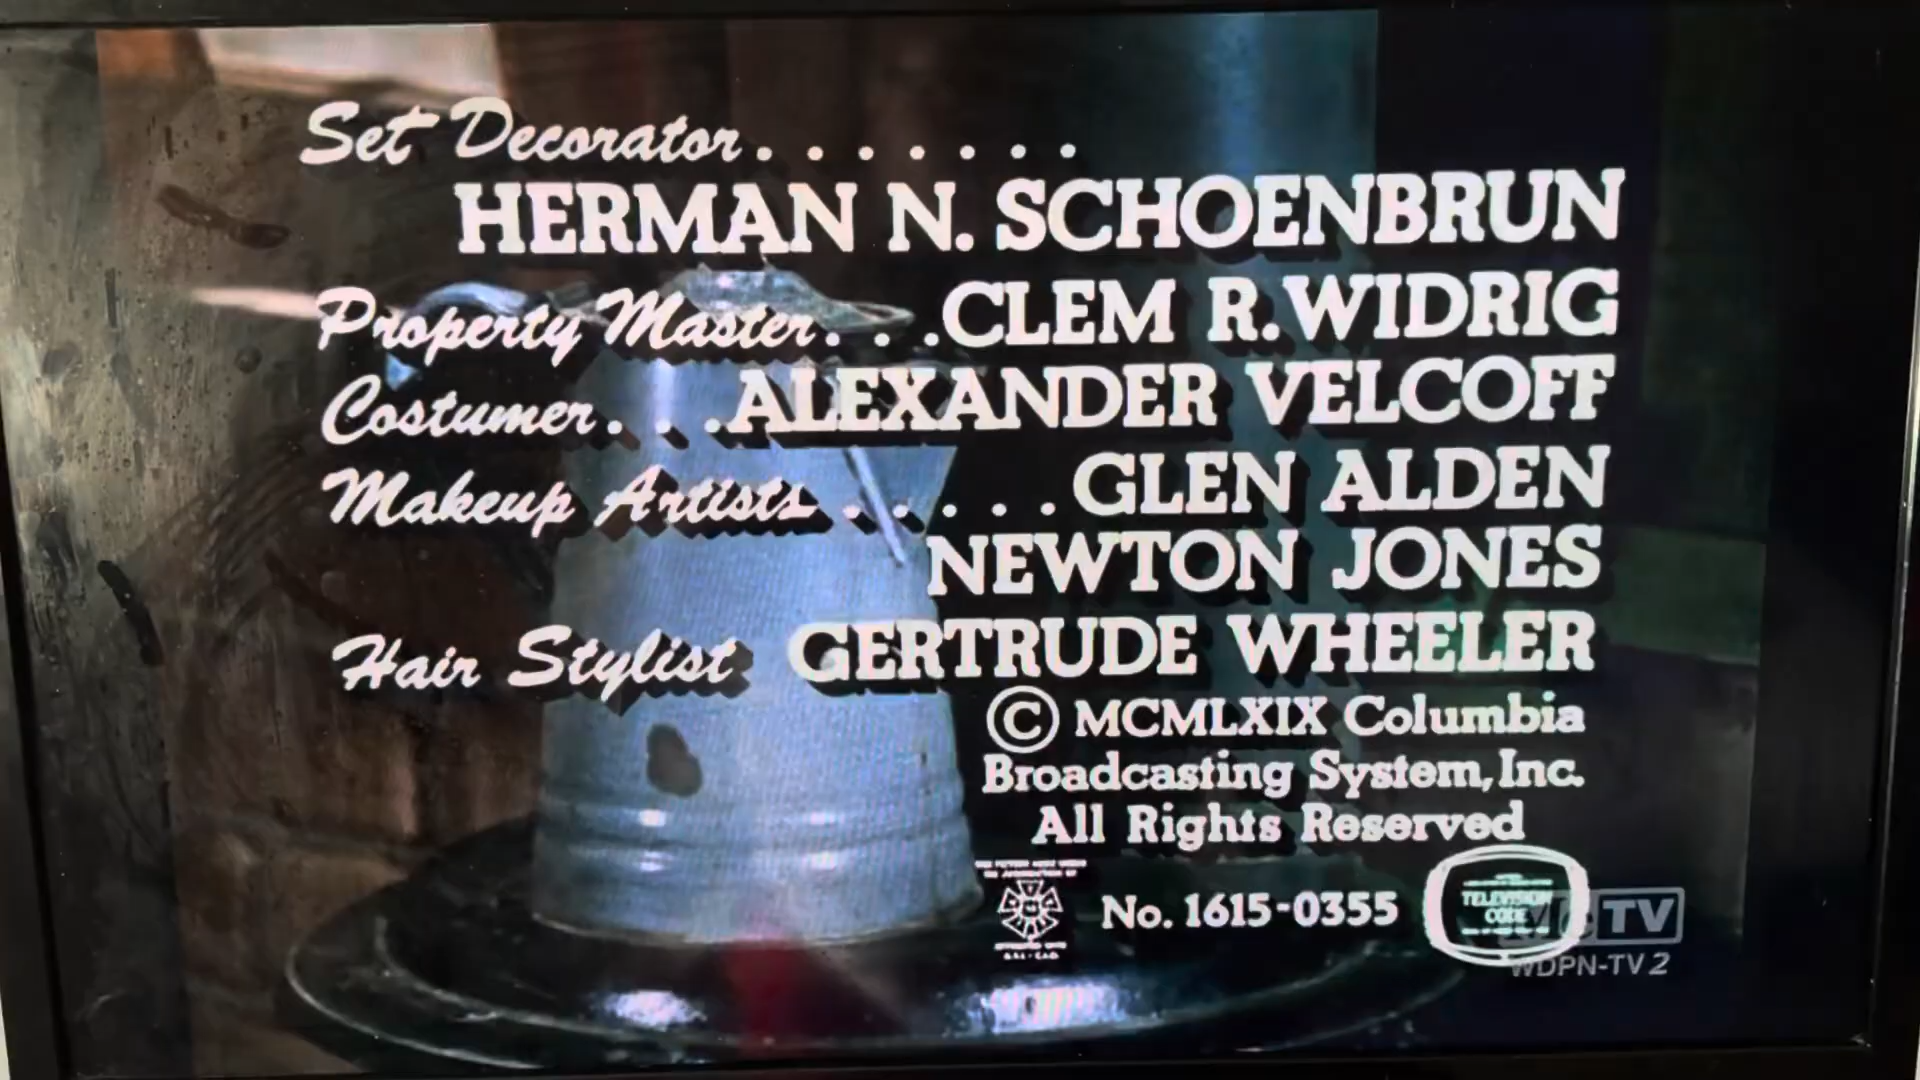 Set Decorator.......
HERMAN N. SCHOENBRUN
Property Master...CLEM R. WIDRIG
Costumer...ALEXANDER VELCOFF
Makeup Artists.....GLEN ALDEN
NEWTON JONES
Hair Stylist GERTRUDE WHEELER
© MCMLXIX Columbia
Broadcasting System, Inc.
All Rights Reserved
No. 1615-0355
TELEVISION
CODE
TV
WDPN-TV 2